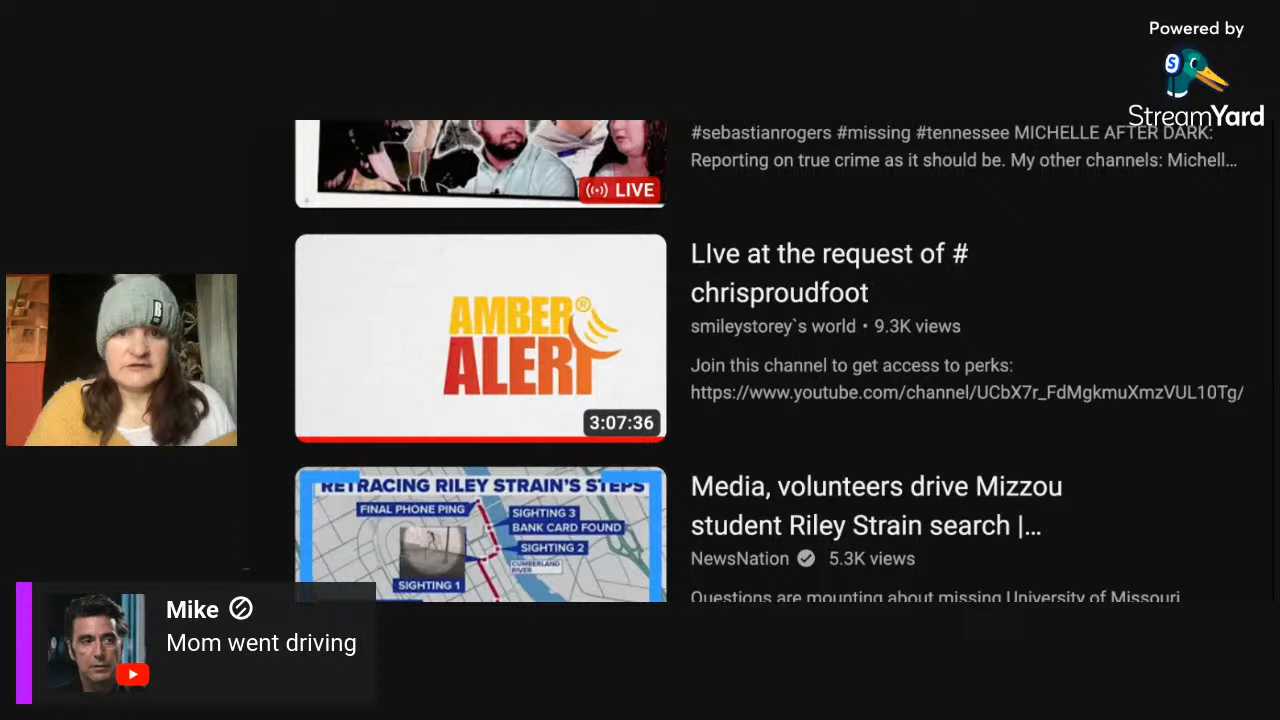 Powered by
StreamYard
#sebastianrogers #missing #tennessee MICHELLE AFTER DARK:
Reporting on true crime as it should be. My other channels: Michell...
LIVE
LIve at the request of #
chrisproudfoot
smileystorey`s world • 9.3K views
Join this channel to get access to perks:
https://www.youtube.com/channel/UCbX7r_FdMgkmuXmzVUL10Tg/
AMBER®
ALERT
3:07:36
B
RETRACING RILEY STRAIN'S STEPS
FINAL PHONE PING
SIGHTING 3
BANK CARD FOUND
SIGHTING 2
CUMBERLAND
RIVER
SIGHTING 1
Media, volunteers drive Mizzou
student Riley Strain search |...
NewsNation 5.3K views
Questions are mounting about missing University of Missouri
Mike
Mom went driving